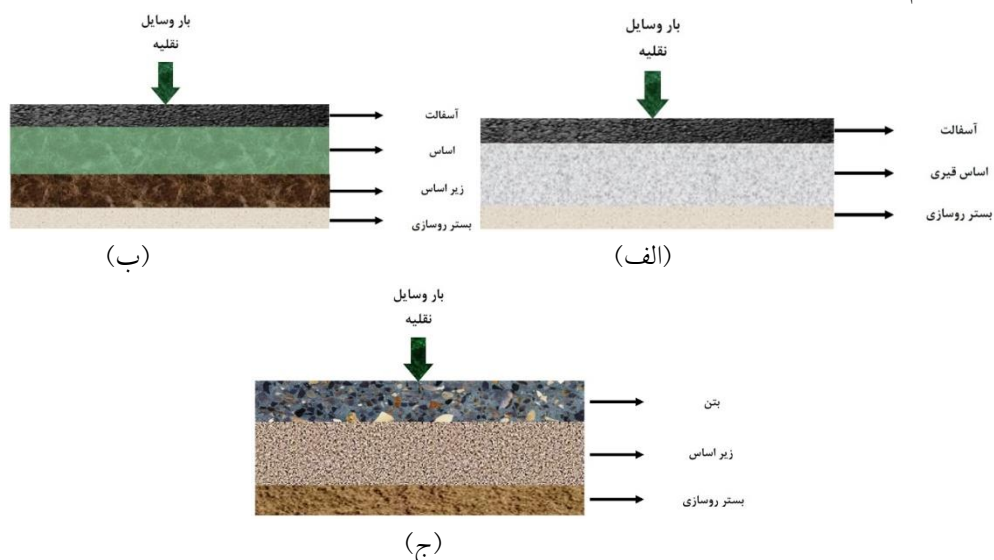 بار وسایل
نقلیه
آسفالت
اساس قیری
بستر روسازی
(الف)
بار وسایل
نقلیه
آسفالت
اساس
زیر اساس
بستر روسازی
(ب)
بار وسایل
نقلیه
بتن
زیر اساس
بستر روسازی
(ج)